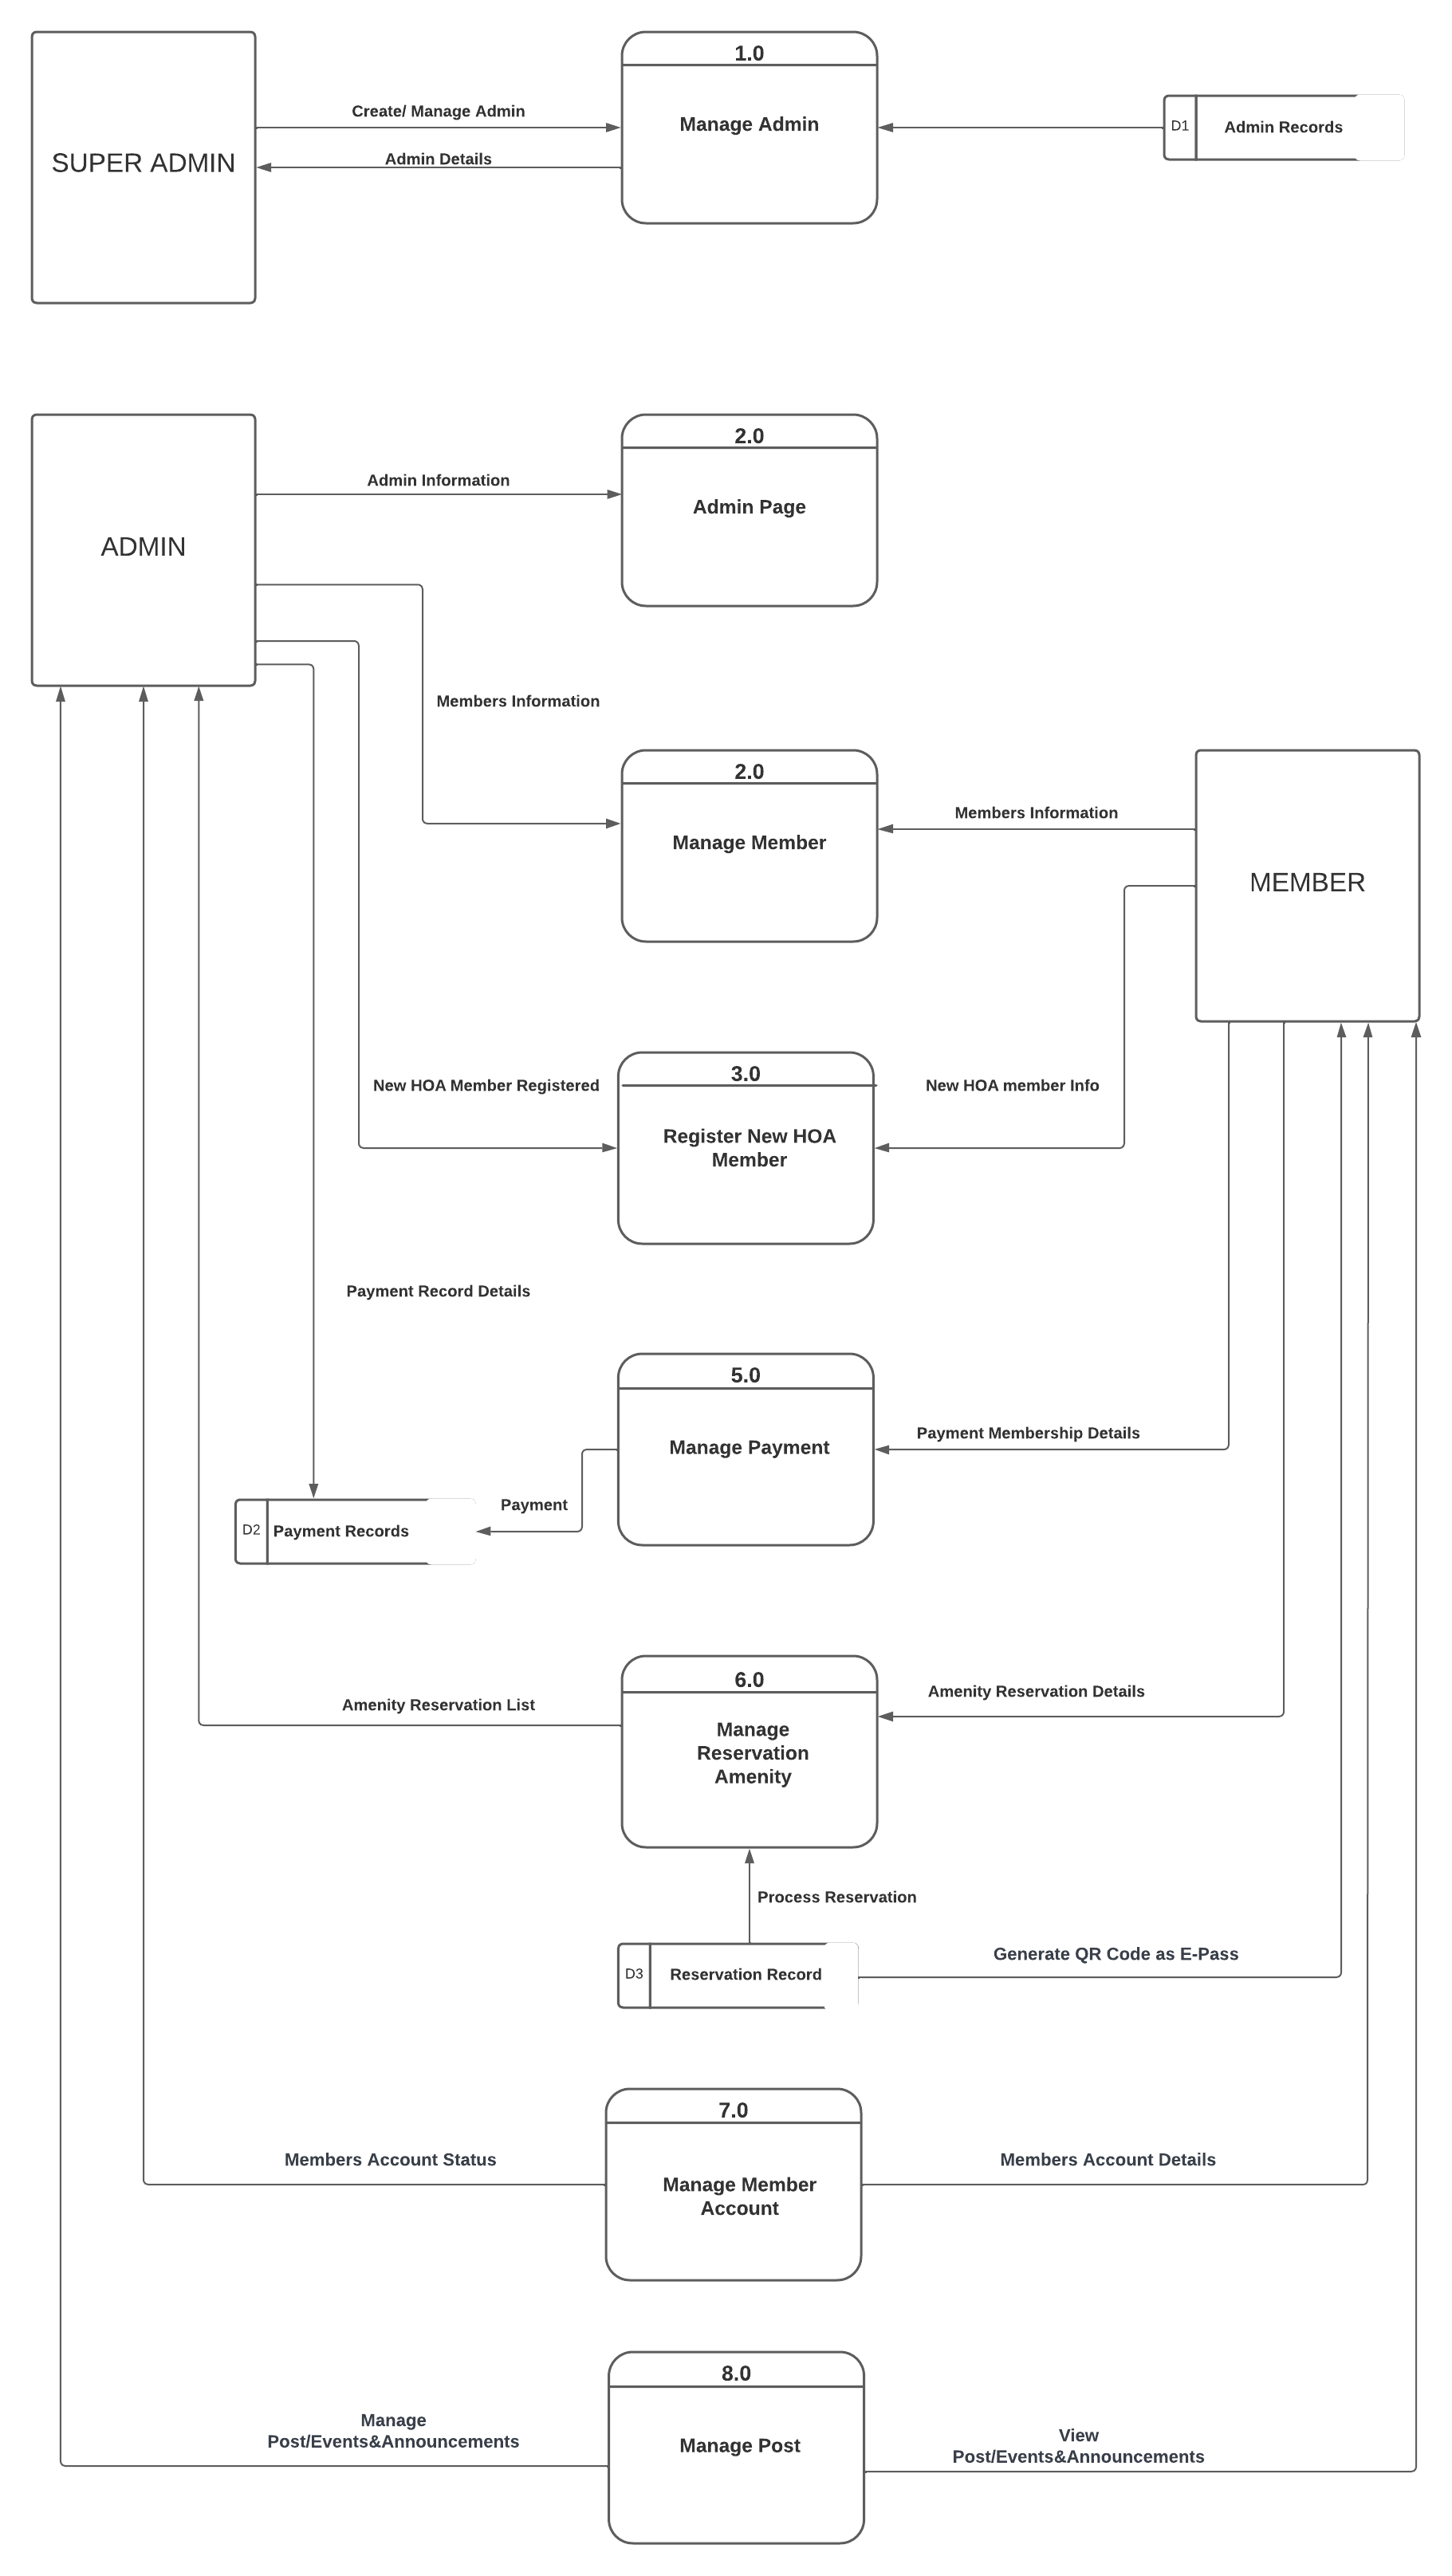 1.0
Create/ Manage Admin
Manage Admin
D1
Admin Records
SUPER ADMIN
Admin Details
2.0
Admin Information
Admin Page
ADMIN
Members Information
2.0
Members Information
Manage Member
MEMBER
3.0
New HOA Member Registered
New HOA member Info
Register New HOA
Member
Payment Record Details
5.0
Payment Membership Details
Manage Payment
Payment
D2
Payment Records
6.0
Amenity Reservation List
Amenity Reservation Details
Manage
Reservation
Amenity
Process Reservation
Generate QR Code as E-Pass
D3
Reservation Record
7.0
Members Account Status
Members Account Details
Manage Member
Account
8.0
Manage
Post/Events&Announcements
Manage Post
View
Post/Events&Announcements